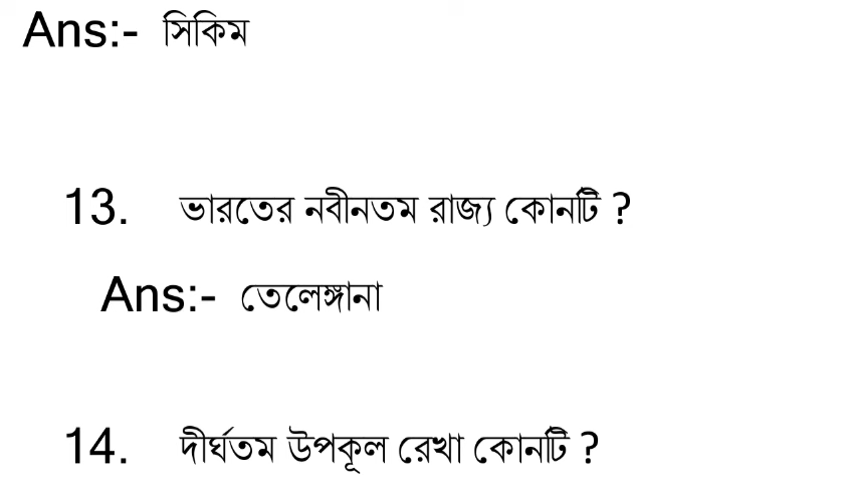 Ans:- সিকিম
13. ভারতের নবীনতম রাজ্য কোনটি ?
Ans:- তেলেঙ্গানা
14. দীর্ঘতম উপকূল রেখা কোনটি ?